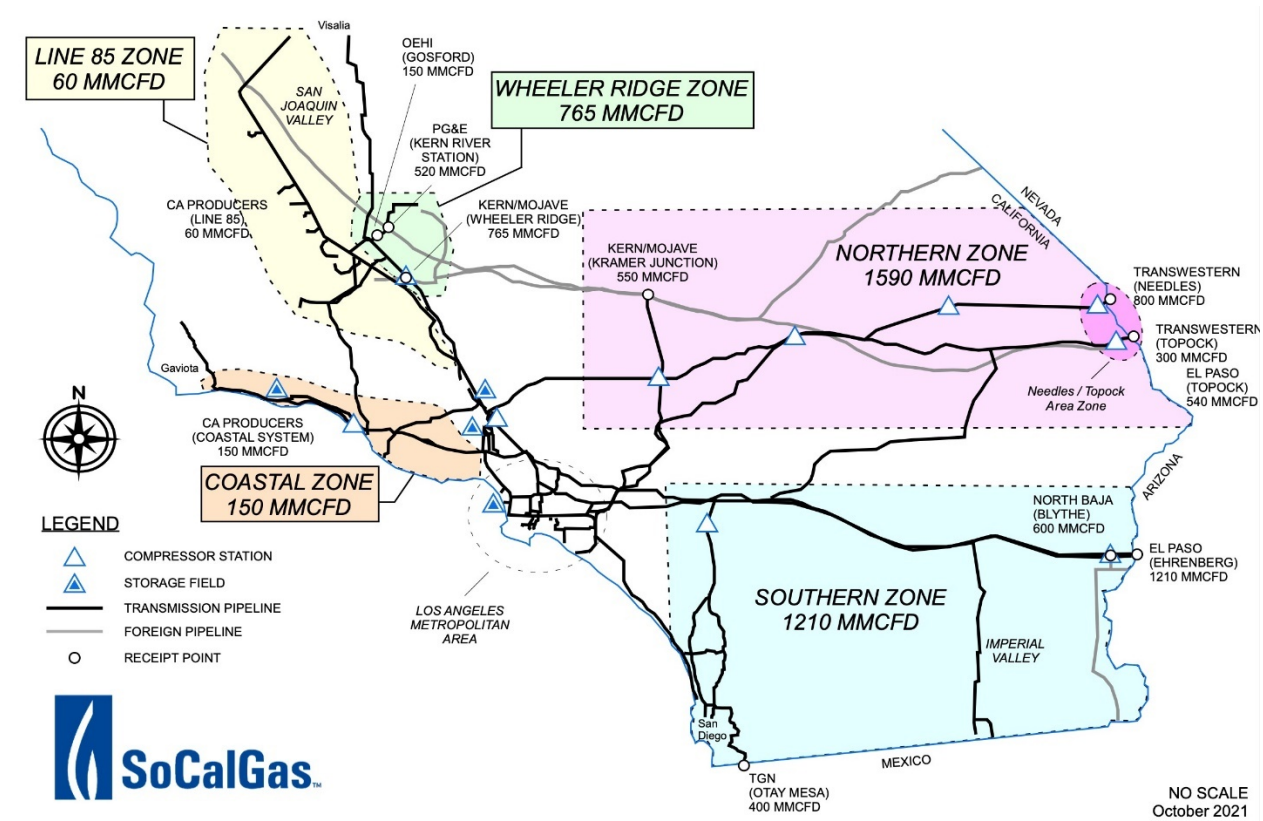 Visalia
LINE 85 ZONE
60 MMCFD
OEHI
(GOSFORD)
150 MMCFD
WHEELER RIDGE ZONE
765 MMCFD
SAN
JOAQUIN
VALLEY
PG&E
(KERN RIVER
STATION)
520 MMCFD
CA PRODUCERS
(LINE 85)
60 MMCFD
KERN/MOJAVE
(WHEELER RIDGE)
765 MMCFD
NEVADA
CALIFORNIA
KERN/MOJAVE
(KRAMER JUNCTION)
550 MMCFD
NORTHERN ZONE
1590 MMCFD
TRANSWESTERN
(NEEDLES)
800 MMCFD
TRANSWESTERN
(TOPOCK)
300 MMCFD
EL PASO
(TOPOCK)
540 MMCFD
Needles / Topock
Area Zone
Gaviota
N
CA PRODUCERS
(COASTAL SYSTEM)
150 MMCFD
COASTAL ZONE
150 MMCFD
ARIZONA
NORTH BAJA
(BLYTHE)
600 MMCFD
EL PASO
(EHRENBERG)
1210 MMCFD
LEGEND
COMPRESSOR STATION
STORAGE FIELD
TRANSMISSION PIPELINE
FOREIGN PIPELINE
RECEIPT POINT
LOS ANGELES
METROPOLITAN
AREA
SOUTHERN ZONE
1210 MMCFD
IMPERIAL
VALLEY
San
Diego
MEXICO
TGN
(OTAY MESA)
400 MMCFD
SoCalGas™
NO SCALE
October 2021